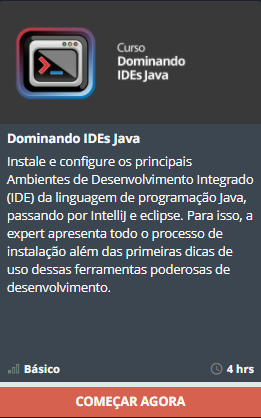 Curso
Dominando
IDEs Java
Dominando IDEs Java
Instale e configure os principais
Ambientes de Desenvolvimento Integrado
(IDE) da linguagem de programação Java,
passando por IntelliJ e eclipse. Para isso, a
expert apresenta todo o processo de
instalação além das primeiras dicas de
uso dessas ferramentas poderosas de
desenvolvimento.
Básico 4 hrs
COMEÇAR AGORA